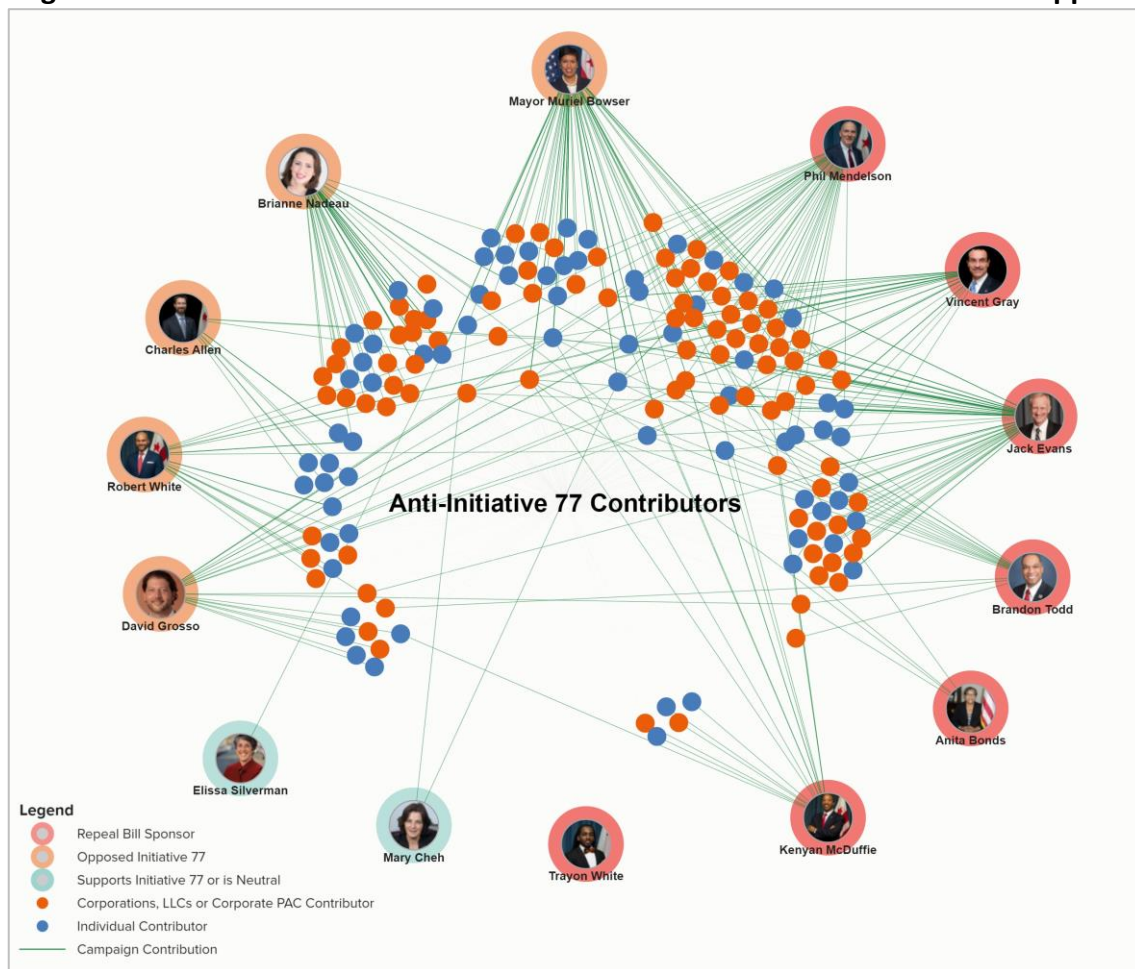 Mayor Muriel Bowser
Phil Mendelson
Brianne Nadeau
Vincent Gray
Charles Allen
Jack Evans
Robert White
Anti-Initiative 77 Contributors
Brandon Todd
David Grosso
Anita Bonds
Elissa Silverman
Mary Cheh
Trayon White
Kenyan McDuffie
Legend
Repeal Bill Sponsor
Opposed Initiative 77
Supports Initiative 77 or is Neutral
Corporations, LLCs or Corporate PAC Contributor
Individual Contributor
Campaign Contribution